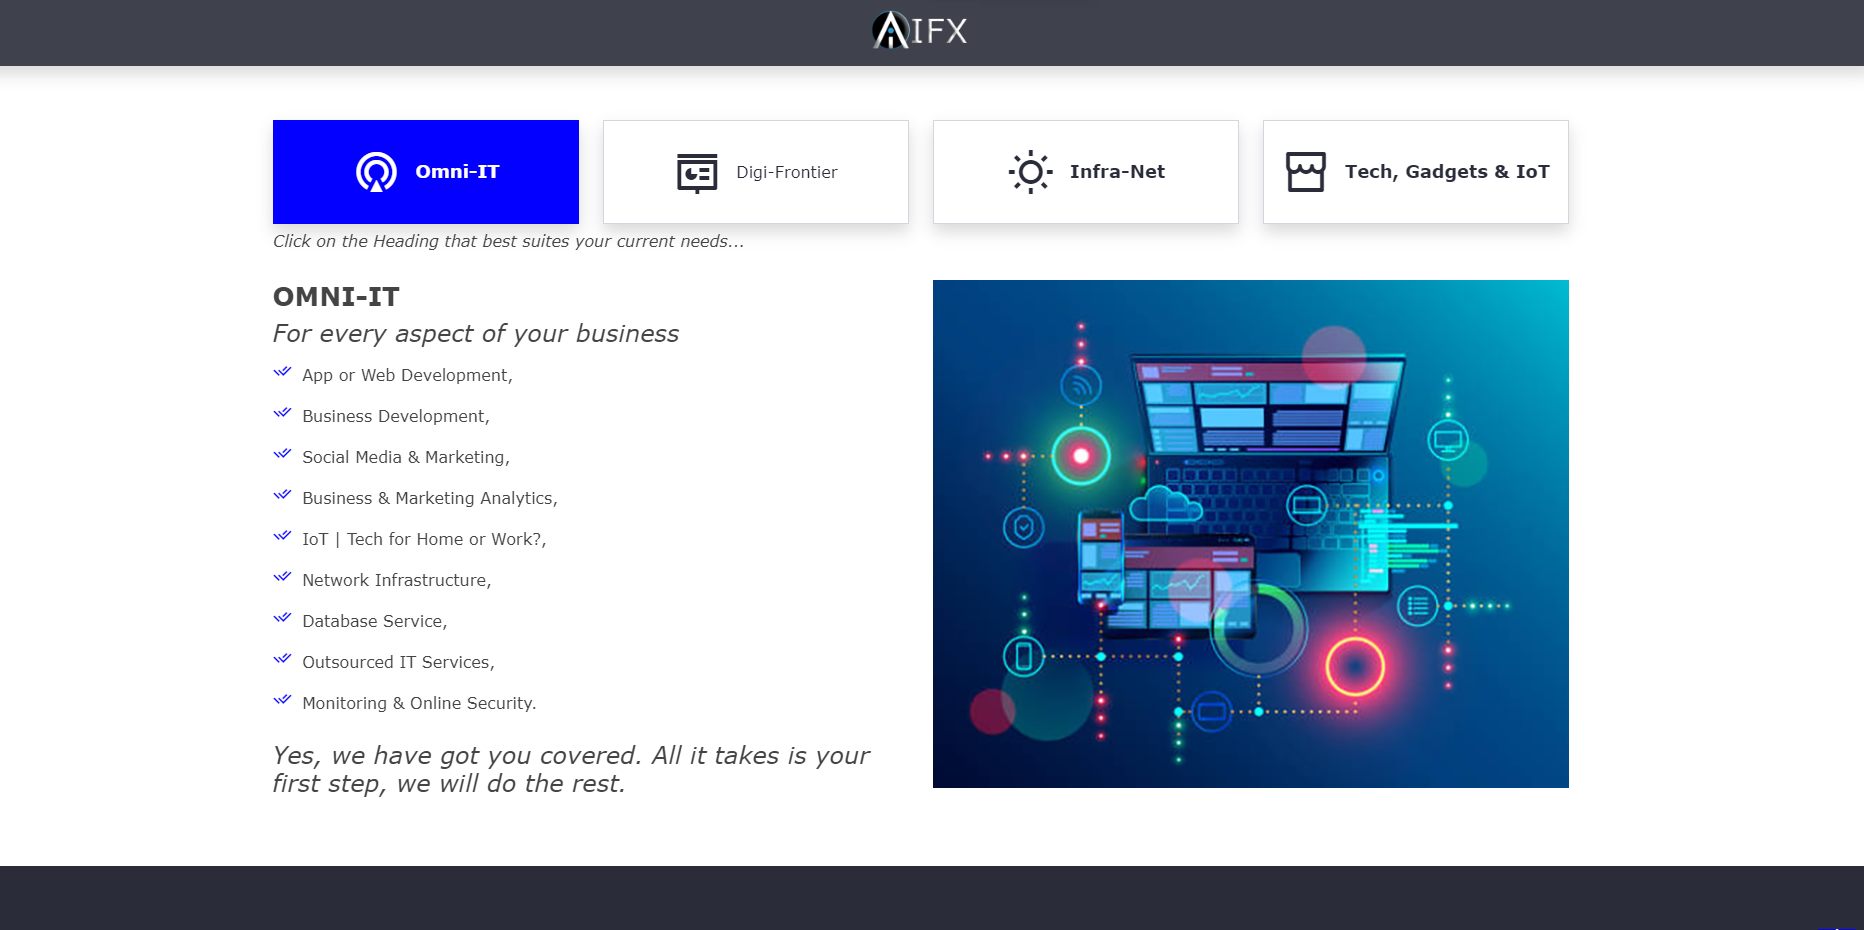 AIFX
Omni-IT
Digi-Frontier
Infra-Net
Tech, Gadgets & IoT
Click on the Heading that best suites your current needs...
OMNI-IT
For every aspect of your business
App or Web Development,
Business Development,
Social Media & Marketing,
Business & Marketing Analytics,
IoT | Tech for Home or Work?,
Network Infrastructure,
Database Service,
Outsourced IT Services,
Monitoring & Online Security.
Yes, we have got you covered. All it takes is your
first step, we will do the rest.